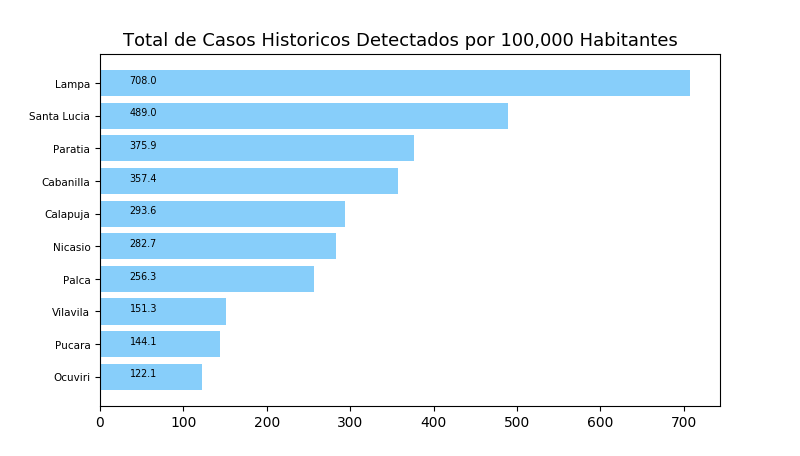 Total de Casos Historicos Detectados por 100,000 Habitantes
Lampa 708.0
Santa Lucia 489.0
Paratia 375.9
Cabanilla 357.4
Calapuja 293.6
Nicasio 282.7
Palca 256.3
Vilavila 151.3
Pucara 144.1
Ocuviri 122.1
0 100 200 300 400 500 600 700